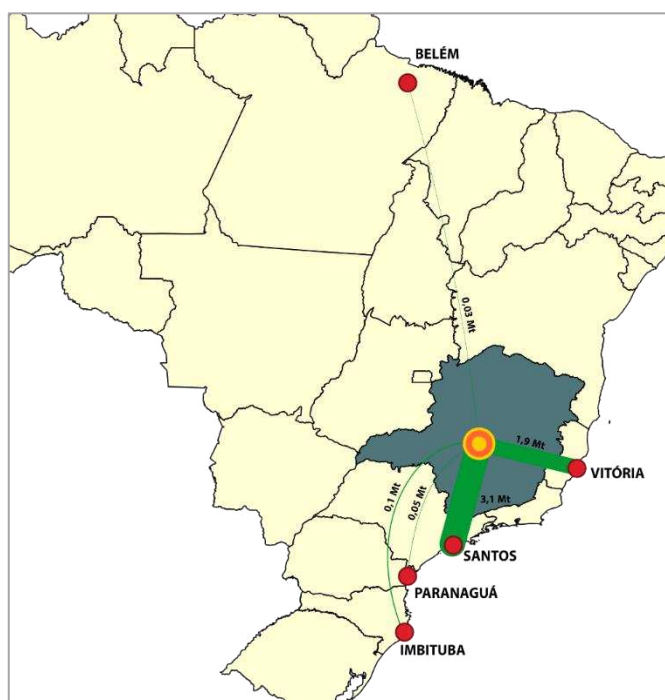 BELÉM
0,03 Mt
1,9 Mt
VITÓRIA
0,1 Mt
0,05 Mt
3,1 Mt
SANTOS
PARANAGUÁ
IMBITUBA